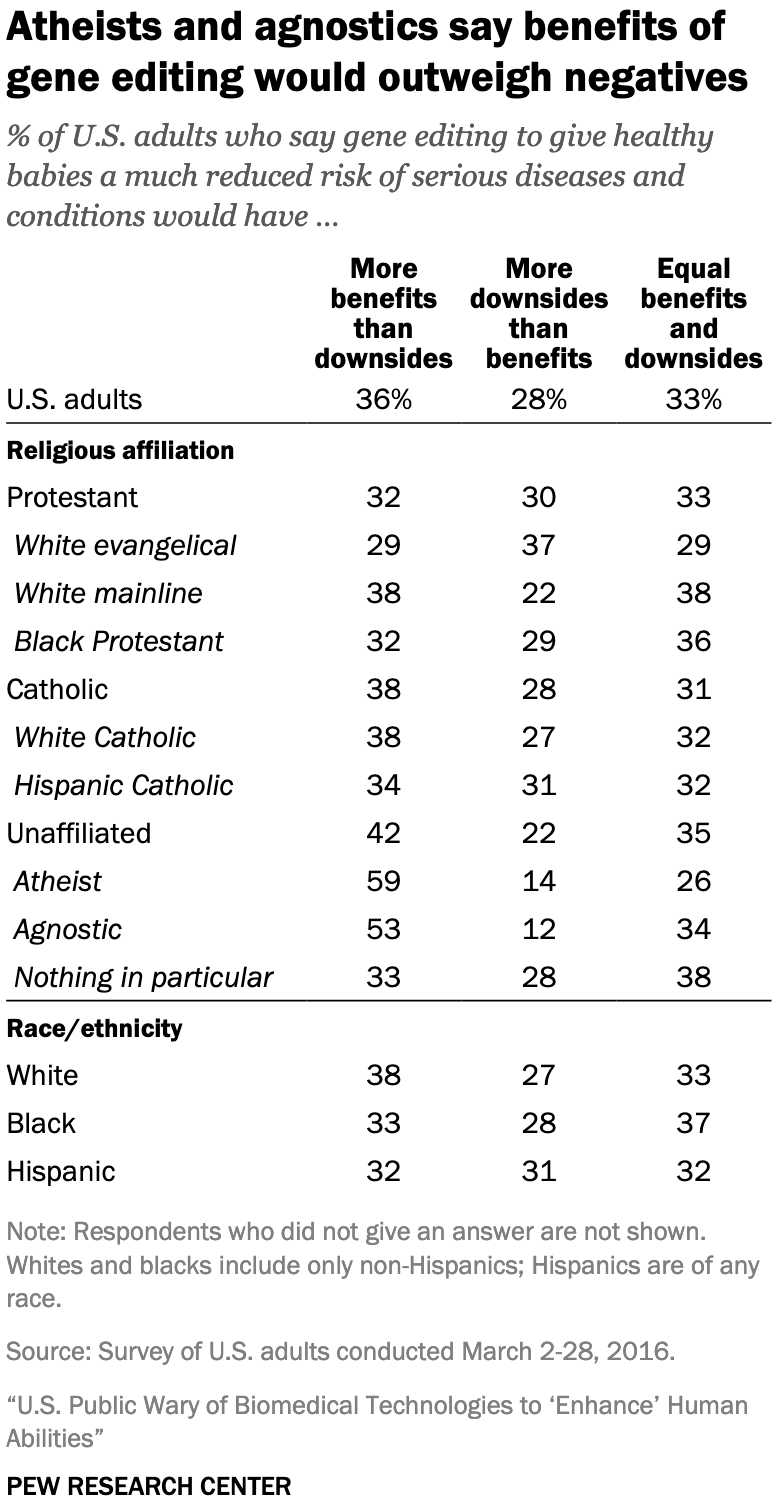 Atheists and agnostics say benefits of
gene editing would outweigh negatives
% of U.S. adults who say gene editing to give healthy
babies a much reduced risk of serious diseases and
conditions would have ...
More benefits than downsides More downsides than benefits Equal benefits and downsides
U.S. adults 36% 28% 33%
Religious affiliation
Protestant 32 30 33
White evangelical 29 37 29
White mainline 38 22 38
Black Protestant 32 29 36
Catholic 38 28 31
White Catholic 38 27 32
Hispanic Catholic 34 31 32
Unaffiliated 42 22 35
Atheist 59 14 26
Agnostic 53 12 34
Nothing in particular 33 28 38
Race/ethnicity
White 38 27 33
Black 33 28 37
Hispanic 32 31 32
Note: Respondents who did not give an answer are not shown.
Whites and blacks include only non-Hispanics; Hispanics are of any
race.
Source: Survey of U.S. adults conducted March 2-28, 2016.
“U.S. Public Wary of Biomedical Technologies to ‘Enhance’ Human
Abilities”
PEW RESEARCH CENTER